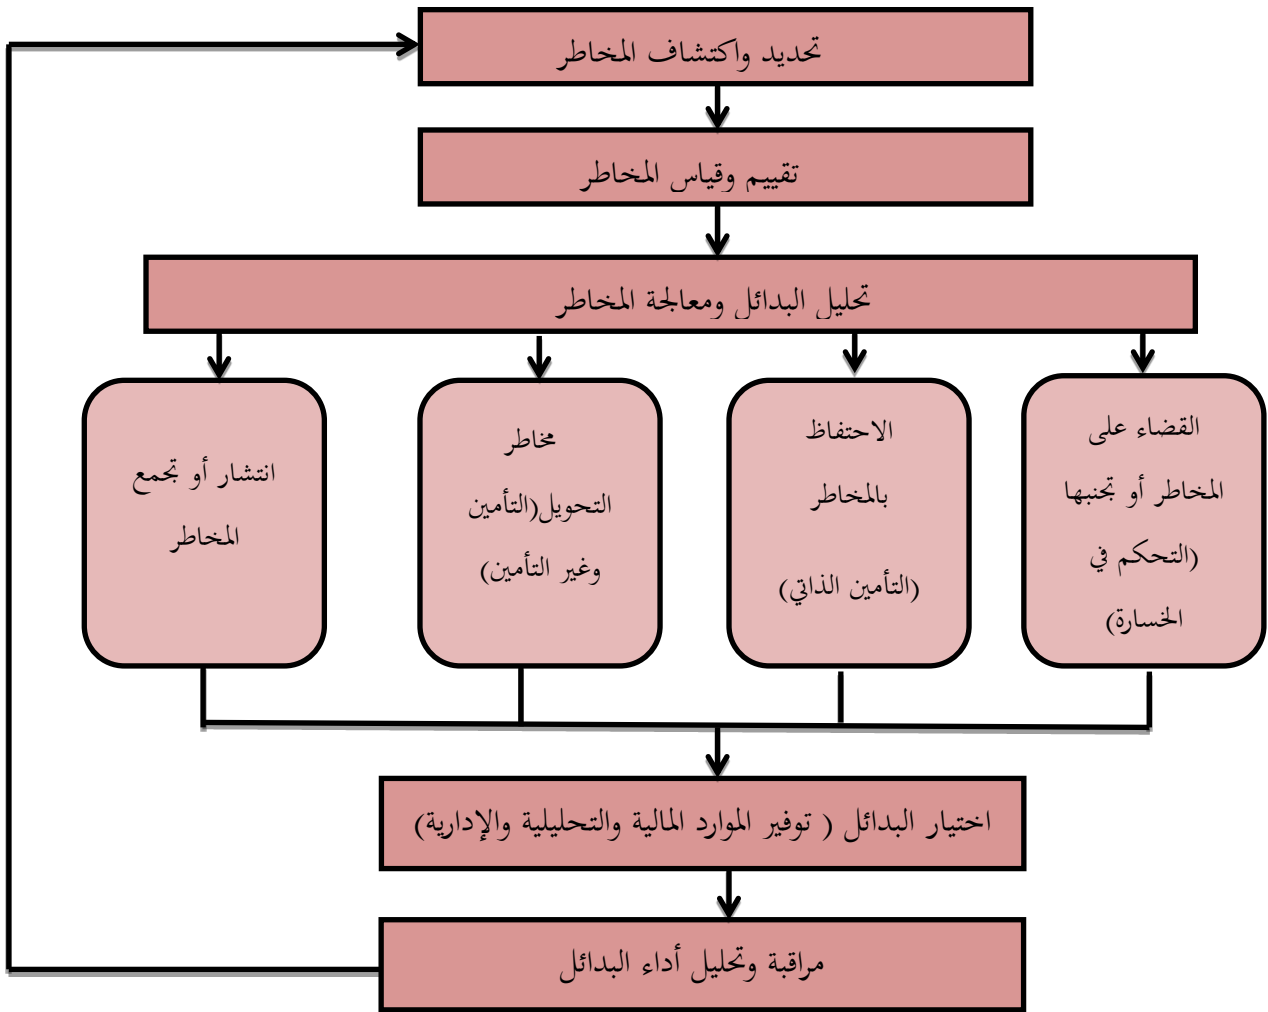 تحديد واكتشاف المخاطر
تقييم وقياس المخاطر
تحليل البدائل ومعالجة المخاطر
القضاء على
المخاطر أو تجنبها
(التحكم في
الخسارة)
الاحتفاظ
بالمخاطر
(التأمين الذاتي)
مخاطر
التحويل(التأمين
وغير التأمين)
انتشار أو تجمع
المخاطر
اختيار البدائل ( توفير الموارد المالية والتحليلية والإدارية)
مراقبة وتحليل أداء البدائل